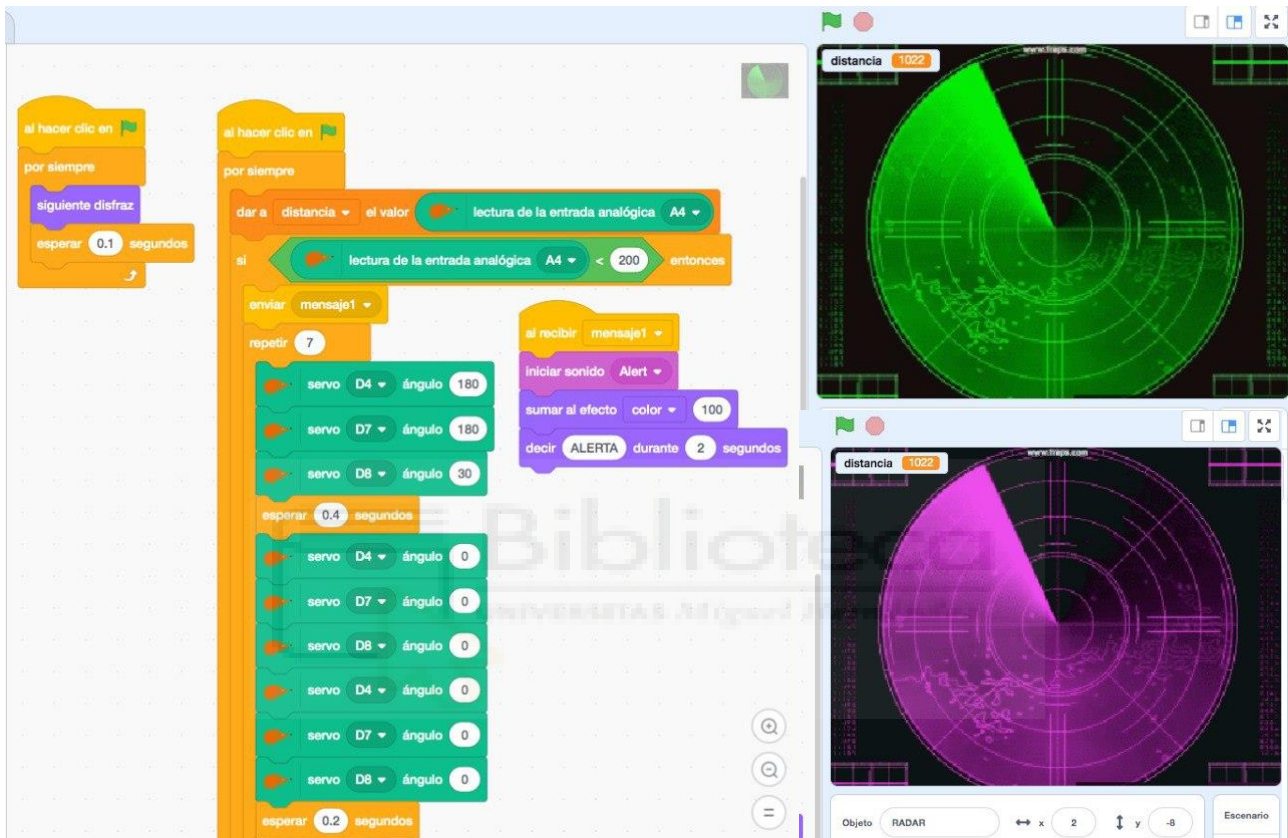 al hacer clic en
por siempre
siguiente disfraz
esperar 0.1 segundos
al hacer clic en
por siempre
dar a distancia el valor lectura de la entrada analógica A4
si lectura de la entrada analógica A4 < 200 entonces
enviar mensaje1
repetir 7
servo D4 ángulo 180
servo D7 ángulo 180
servo D8 ángulo 30
esperar 0.4 segundos
servo D4 ángulo 0
servo D7 ángulo 0
servo D8 ángulo 0
servo D4 ángulo 0
servo D7 ángulo 0
servo D8 ángulo 0
esperar 0.2 segundos
al recibir mensaje1
iniciar sonido Alert
sumar al efecto color 100
decir ALERTA durante 2 segundos
Biblioteca
UNIVERSITAS Miguel Hernández
www.fraps.com
distancia 1022
www.fraps.com
distancia 1022
Objeto RADAR x 2 y -8 Escenario